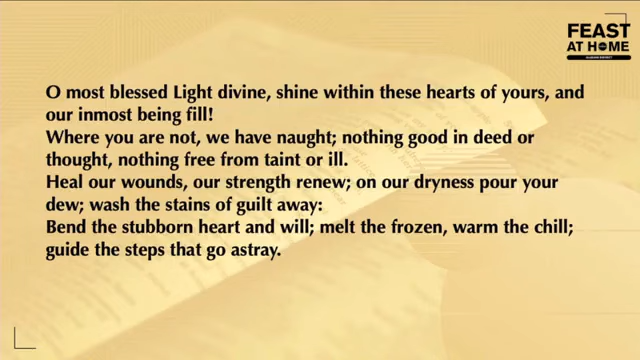 FEAST
AT HOME
O most blessed Light divine, shine within these hearts of yours, and
our inmost being fill!
Where you are not, we have naught; nothing good in deed or
thought, nothing free from taint or ill.
Heal our wounds, our strength renew; on our dryness pour your
dew; wash the stains of guilt away:
Bend the stubborn heart and will; melt the frozen, warm the chill;
guide the steps that go astray.